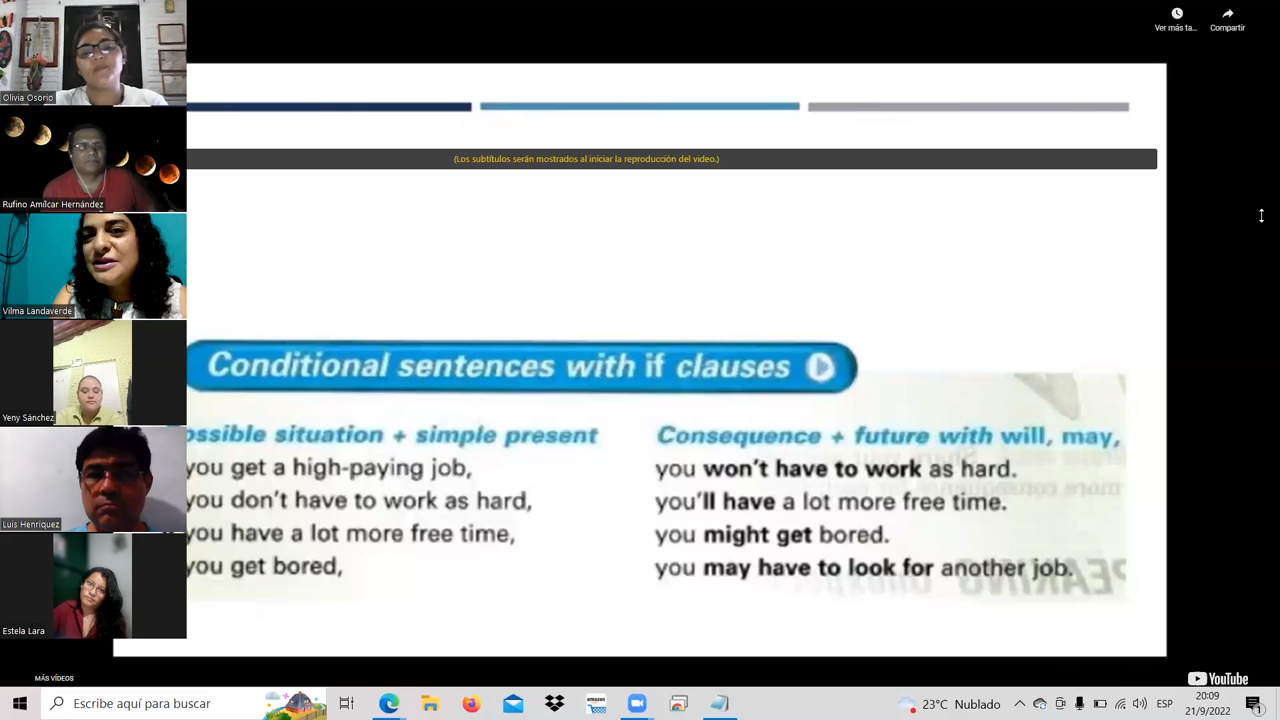 Ver más ta...
Compartir
Olivia Osorio
(Los subtítulos serán mostrados al iniciar la reproducción del video.)
Rufino Amílcar Hernández
Vilma Landaverde
Conditional sentences with if clauses
ossible situation + simple present
Consequence + future with will, may,
you get a high-paying job,
you won't have to work as hard.
you don't have to work as hard,
you'll have a lot more free time.
you have a lot more free time,
you might get bored.
you get bored,
you may have to look for another job.
Yeny Sánchez
Luis Henriquez
Estela Lara
MÁS VÍDEOS
YouTube
Escribe aquí para buscar
amazon
23°C Nublado
ESP
20:09
21/9/2022
1